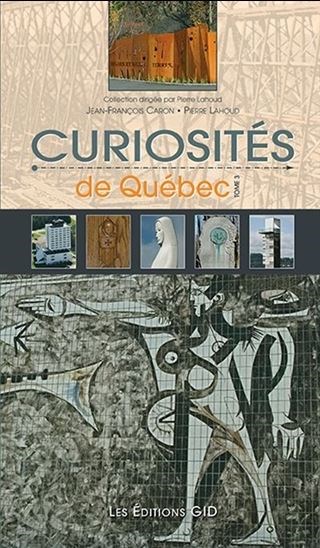 Collection dirigée par Pierre Lahoud
Jean-François Caron • Pierre Lahoud
CURIOSITÉS
de Québec TOME 3
Les Éditions GID